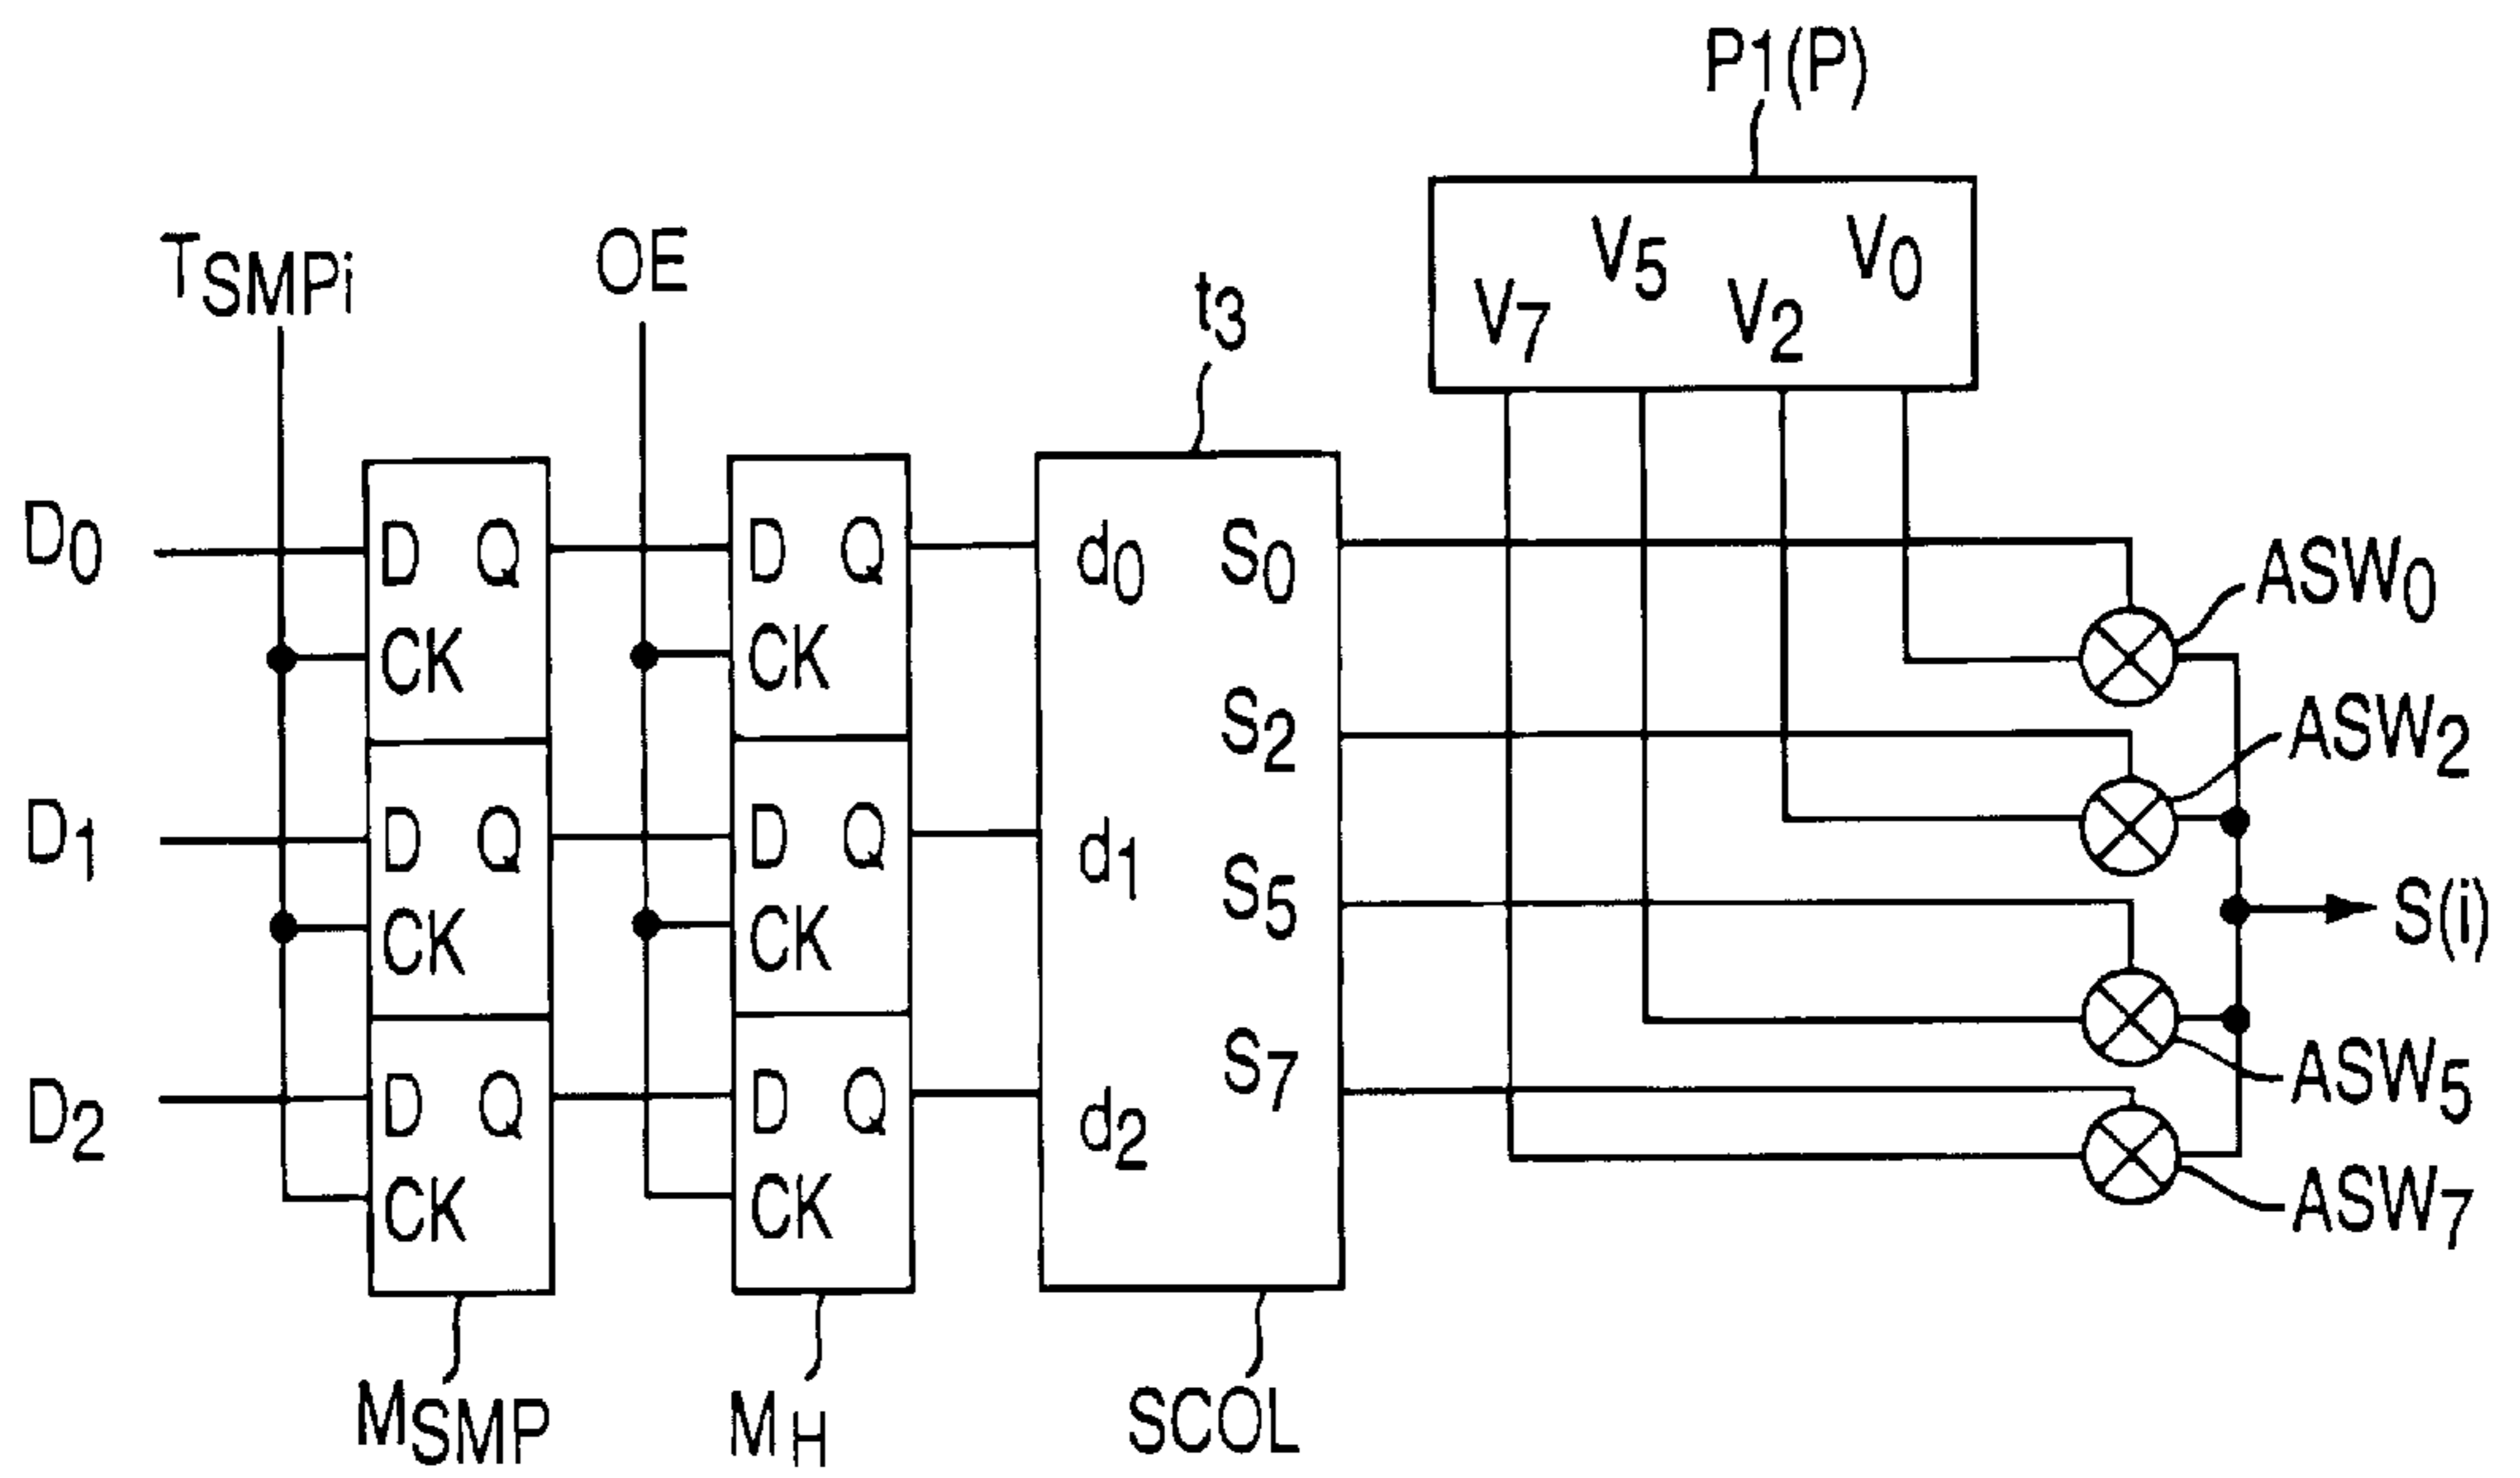 P1(P)
TSMPi
OE
t3
V7 V5 V2 V0
D0
D Q
CK
D Q
CK
d0
S0
ASW0
S2
ASW2
D1
D Q
CK
D Q
CK
d1
S5
S(i)
D2
D Q
CK
D Q
CK
d2
S7
ASW5
ASW7
MSMP
MH
SCOL